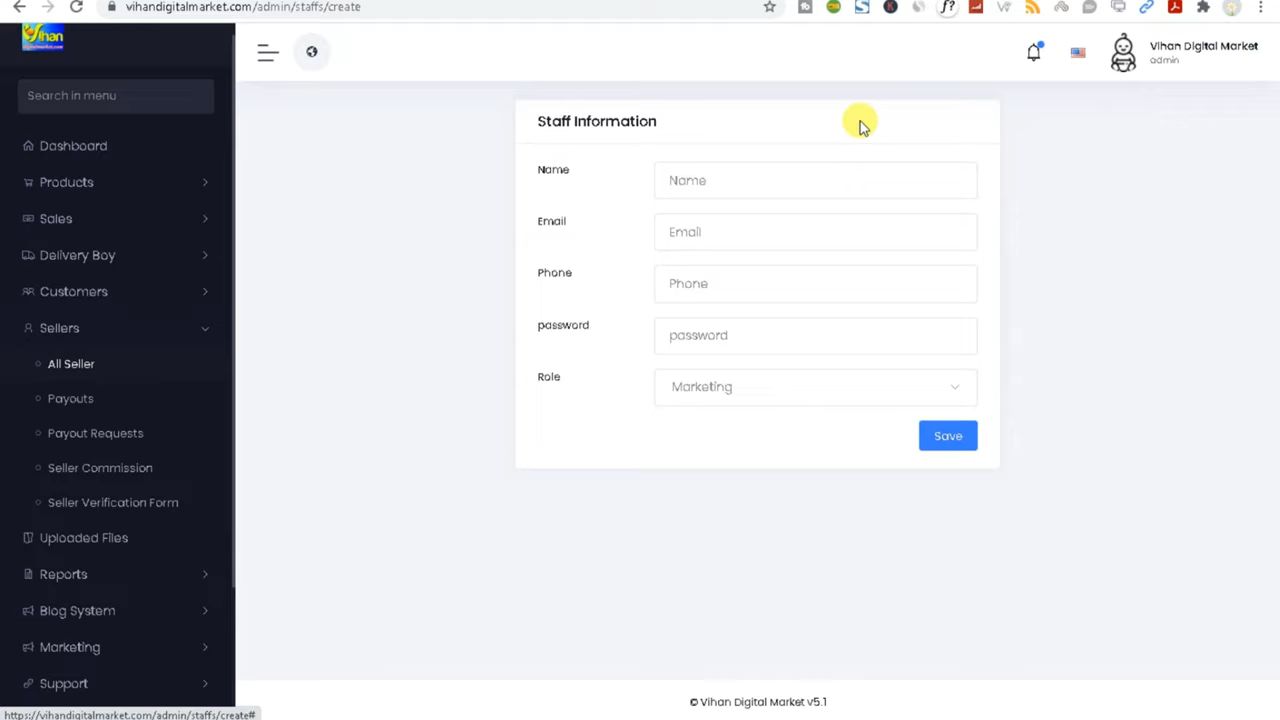 vihandigitalmarket.com/admin/staffs/create
Vihan
Search in menu
Dashboard
Products
Sales
Delivery Boy
Customers
Sellers
All Seller
Payouts
Payout Requests
Seller Commission
Seller Verification Form
Uploaded Files
Reports
Blog System
Marketing
Support
Vihan Digital Market
admin
Staff Information
Name
Name
Email
Email
Phone
Phone
password
password
Role
Marketing
Save
© Vihan Digital Market v5.1
https://vihandigitalmarket.com/admin/staffs/create#